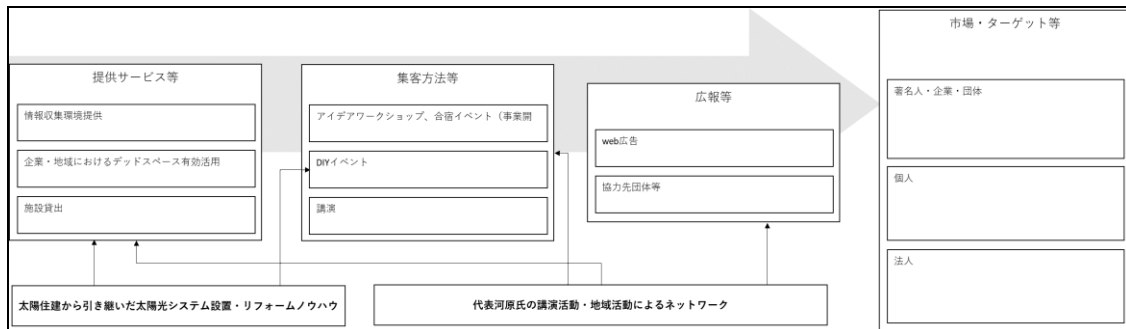 提供サービス等
情報収集環境提供
企業・地域におけるデッドスペース有効活用
施設貸出
集客方法等
アイデアワークショップ、合宿イベント（事業開
DIYイベント
講演
広報等
web広告
協力先団体等
市場・ターゲット等
著名人・企業・団体
個人
法人
太陽住建から引き継いだ太陽光システム設置・リフォームノウハウ
代表河原氏の講演活動・地域活動によるネットワーク